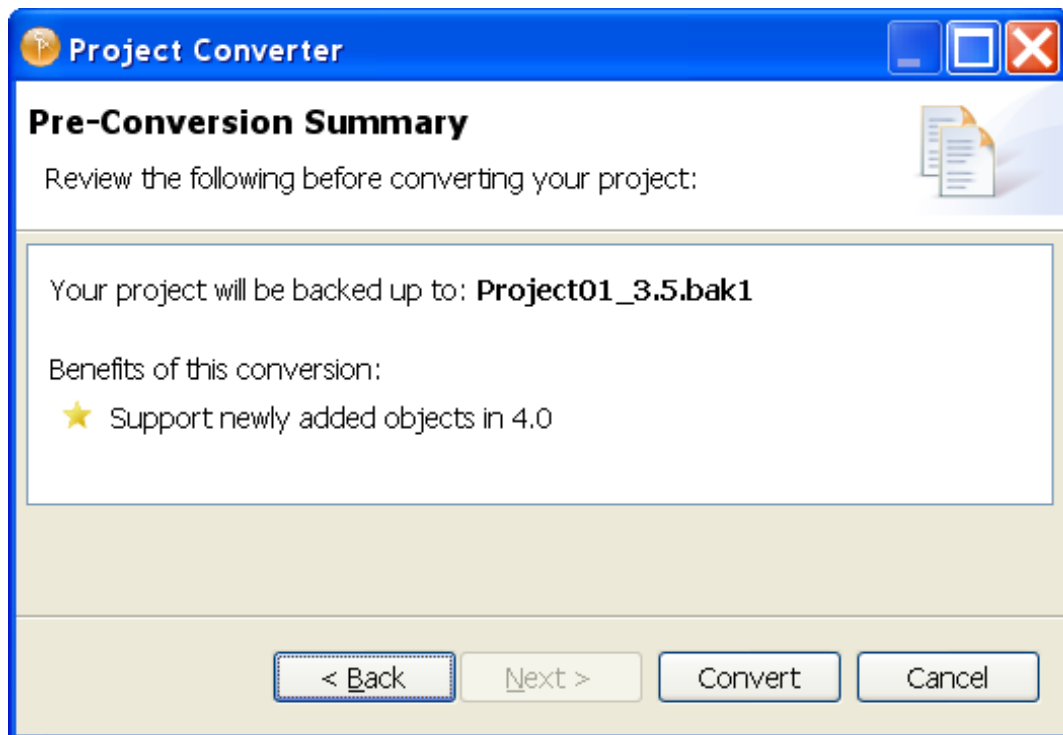 Project Converter
Pre-Conversion Summary
Review the following before converting your project:
Your project will be backed up to: Project01_3.5.bak1
Benefits of this conversion:
Support newly added objects in 4.0
< Back Next > Convert Cancel